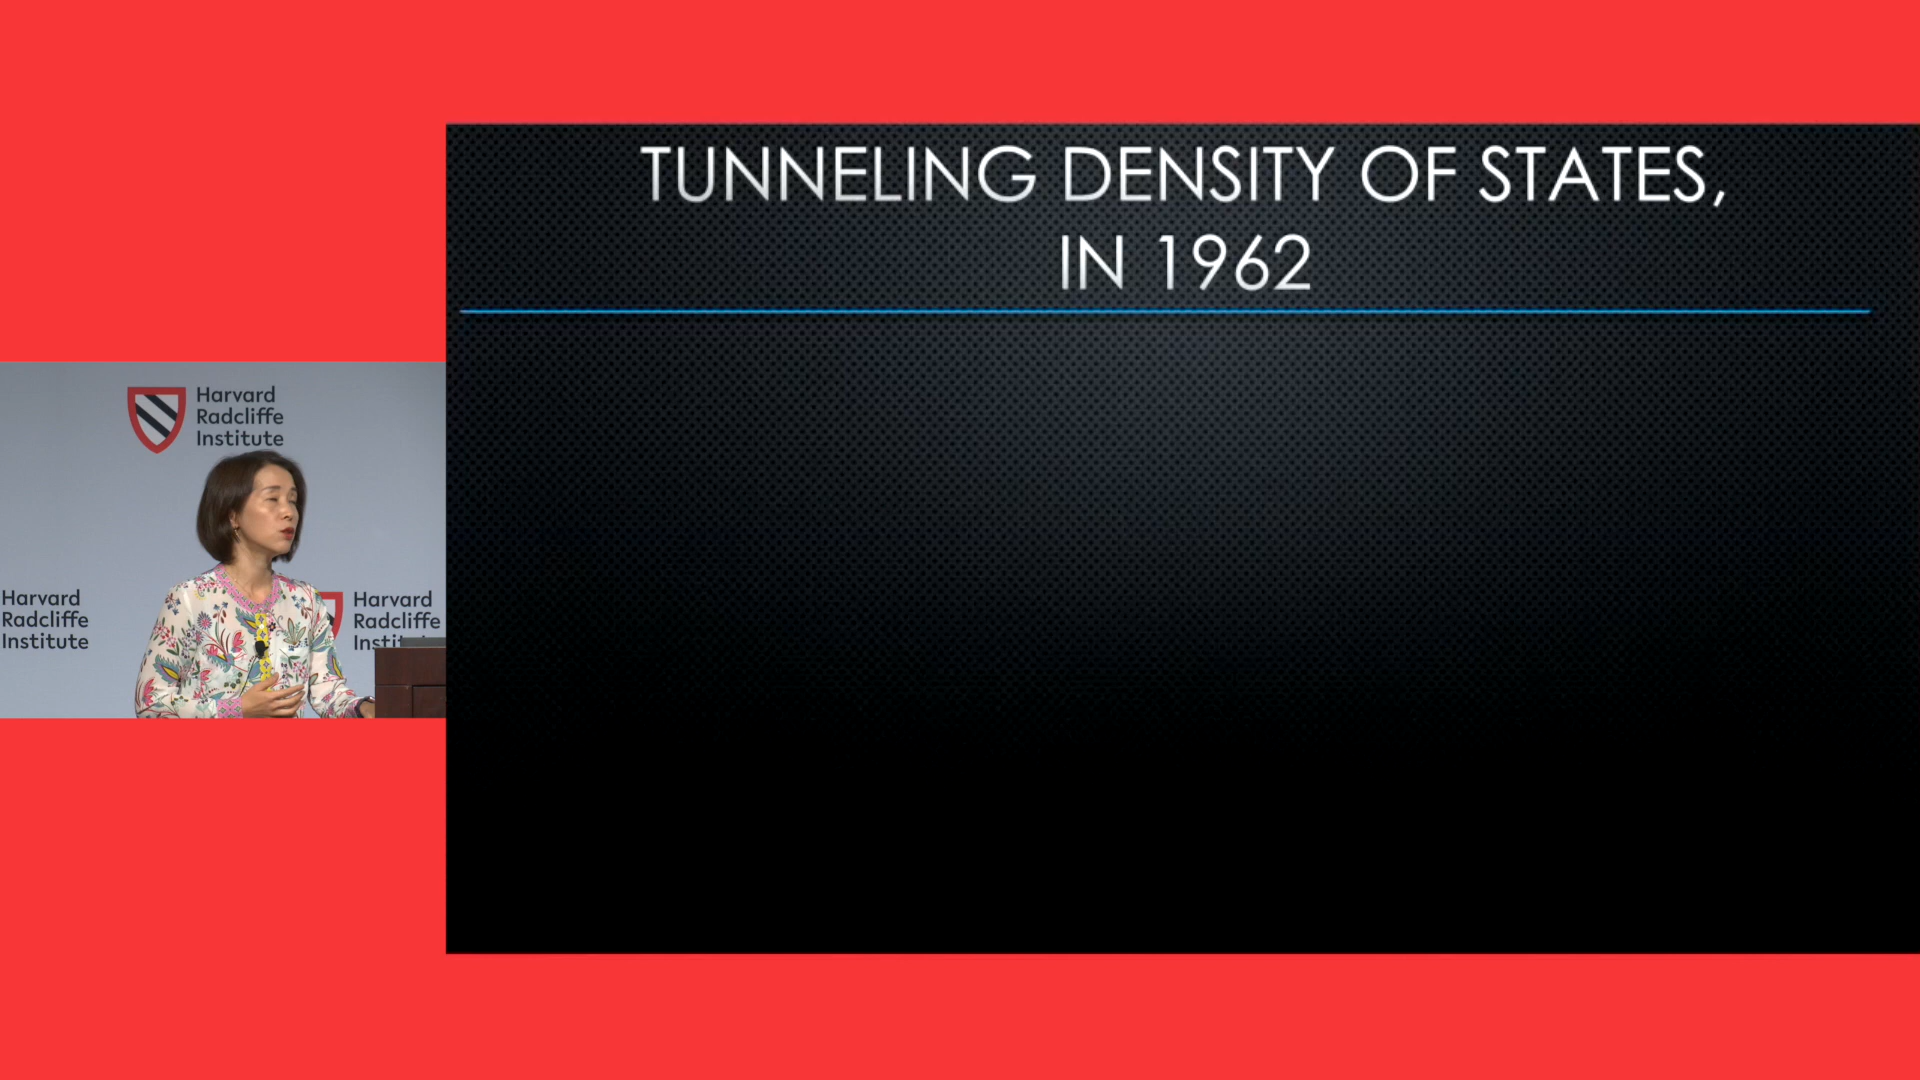 TUNNELING DENSITY OF STATES,
IN 1962
Harvard
Radcliffe
Institute
Harvard
Radcliffe
Institute
Harvard
Radcliffe